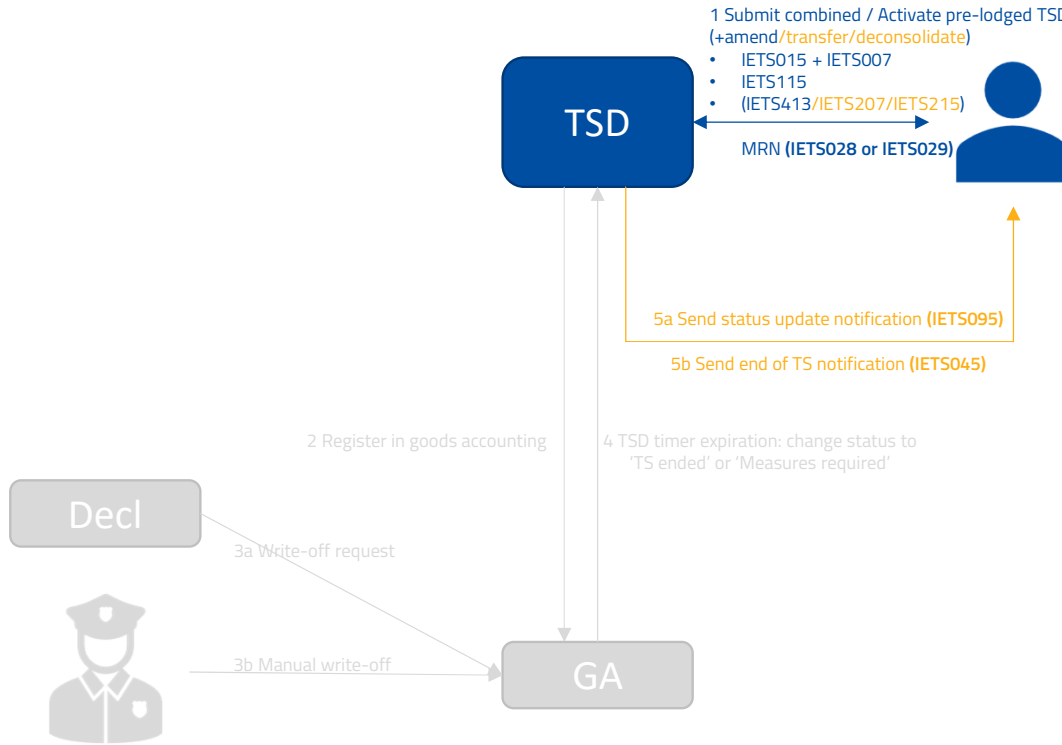 1 Submit combined / Activate pre-lodged TSD
(+amend/transfer/deconsolidate)
• IETS015 + IETS007
• IETS115
• (IETS413/IETS207/IETS215)
TSD
MRN (IETS028 or IETS029)
5a Send status update notification (IETS095)
5b Send end of TS notification (IETS045)
2 Register in goods accounting
4 TSD timer expiration: change status to
'TS ended' or ‘Measures required’
Decl
3a Write-off request
3b Manual write-off
GA